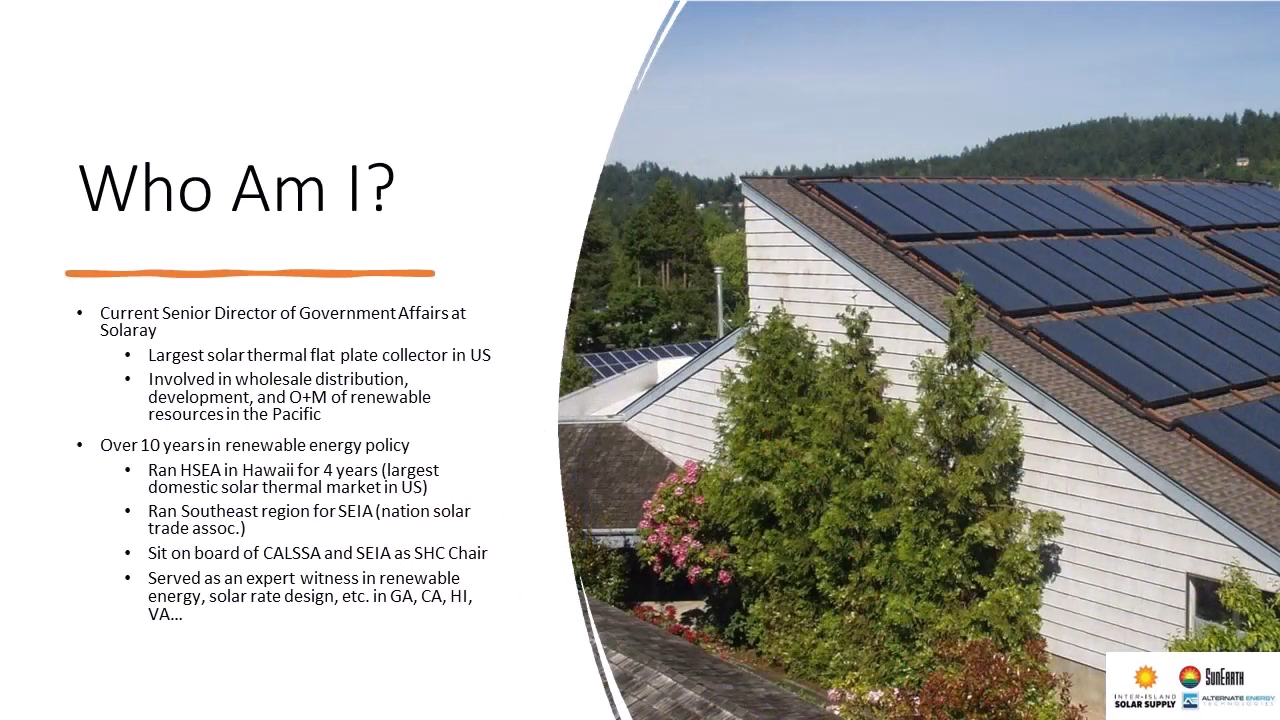 Who Am I?
• Current Senior Director of Government Affairs at
Solaray
• Largest solar thermal flat plate collector in US
• Involved in wholesale distribution,
development, and O+M of renewable
resources in the Pacific
• Over 10 years in renewable energy policy
• Ran HSEA in Hawaii for 4 years (largest
domestic solar thermal market in US)
• Ran Southeast region for SEIA (nation solar
trade assoc.)
• Sit on board of CALSSA and SEIA as SHC Chair
• Served as an expert witness in renewable
energy, solar rate design, etc. in GA, CA, HI,
VA...
INTER-ISLAND
SOLAR SUPPLY
SUNEARTH
ALTERNATE ENERGY
TECHNOLOGIES